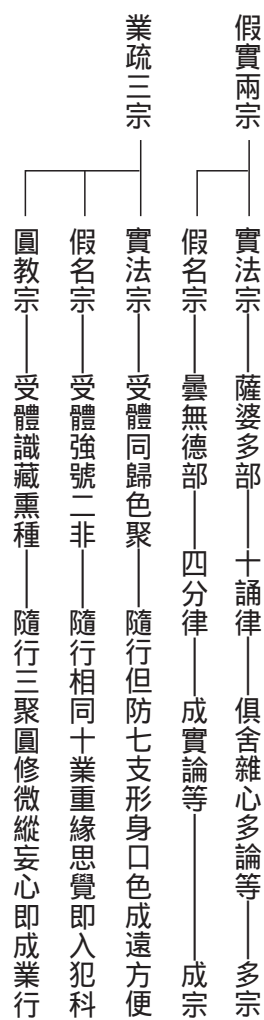 假實兩宗
實法宗——薩婆多部——十誦律——俱舍雜心多論等——多宗
假名宗——曇無德部——四分律——成實論等——成宗
業疏三宗
實法宗——受體同歸色聚——隨行但防七支形身口色成遠方便
假名宗——受體強號二非——隨行相同十業重緣思覺即入犯科
圓教宗——受體識藏熏種——隨行三聚圓修微縱妄心即成業行